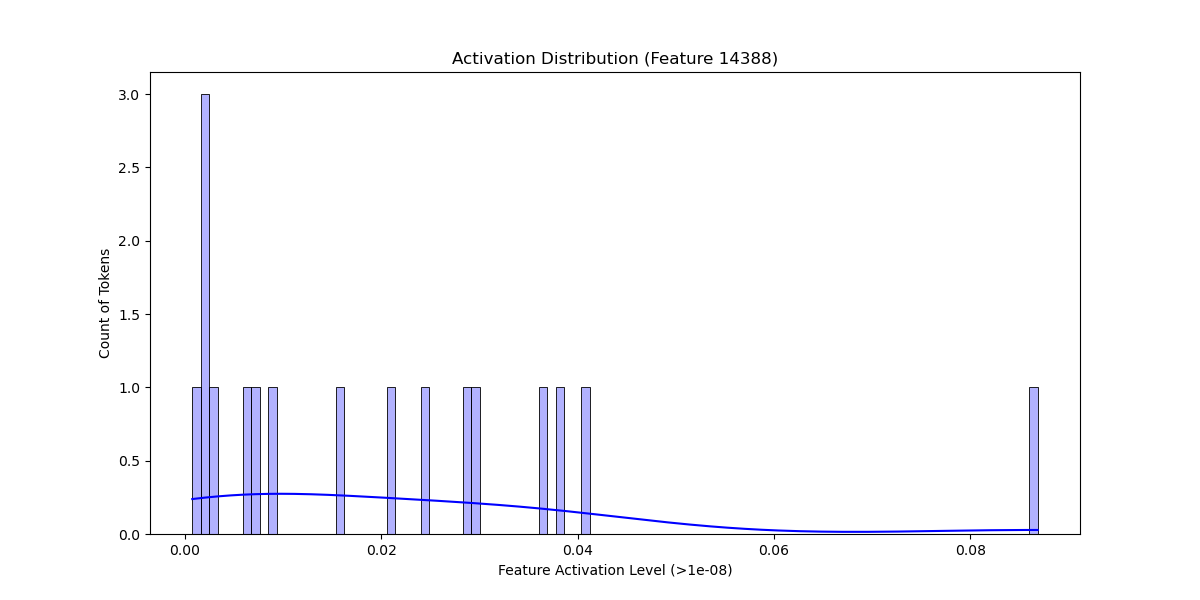 Activation Distribution (Feature 14388)
3.0
2.5
2.0
1.5
1.0
0.5
0.0
Count of Tokens
0.00 0.02 0.04 0.06 0.08
Feature Activation Level (>1e-08)